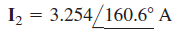 I₂ = 3.254/160.6° A